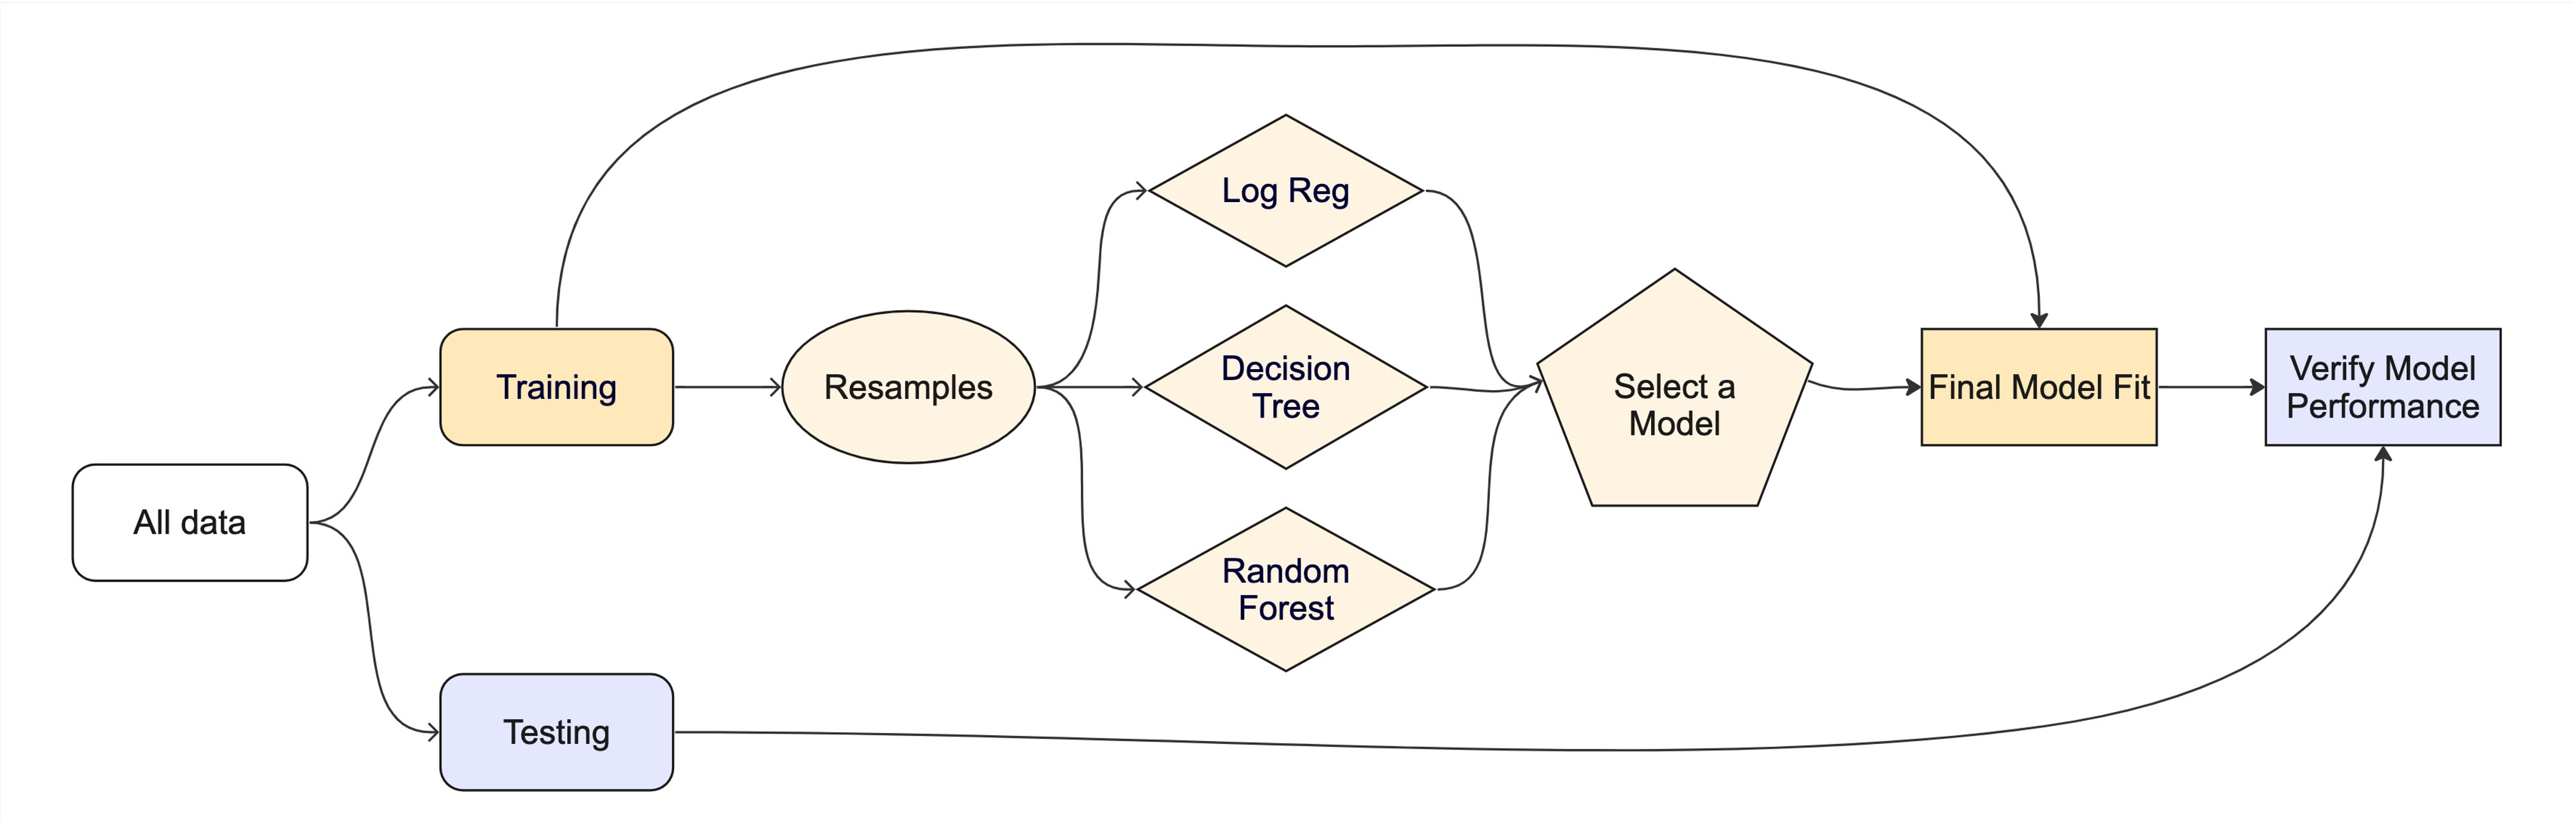 All data
Training
Testing
Resamples
Log Reg
Decision
Tree
Random
Forest
Select a
Model
Final Model Fit
Verify Model
Performance